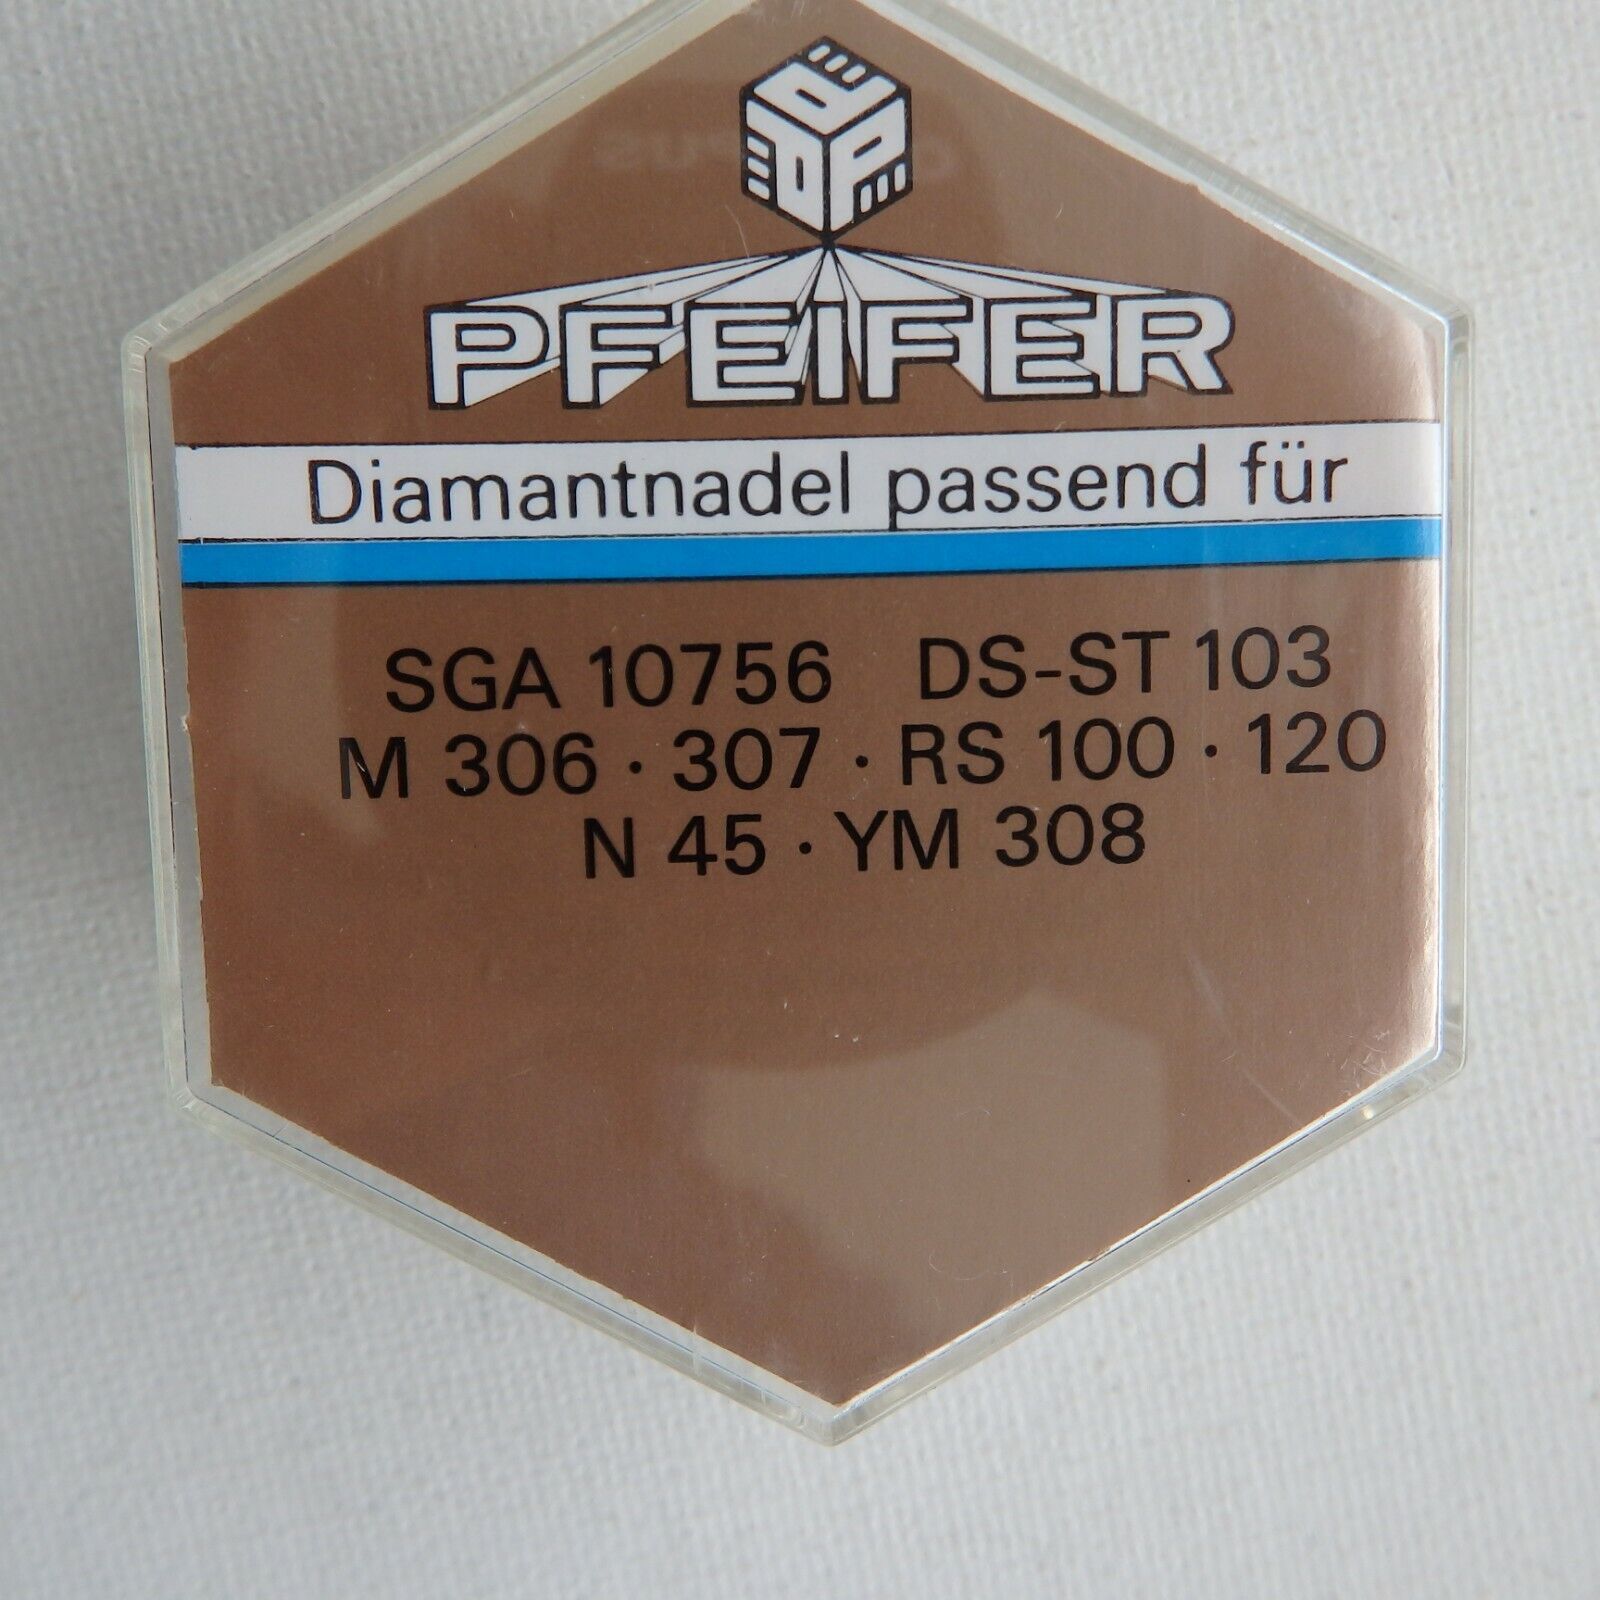 PFEIFER
Diamantnadel passend für
SGA 10756 DS-ST 103
M 306 · 307 · RS 100 · 120
N 45 · YM 308